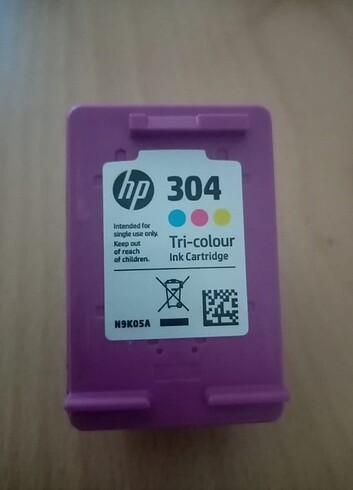 hp 304
Intended for
single use only.
Keep out
of reach
of children.
Tri-colour
Ink Cartridge
N9K05A